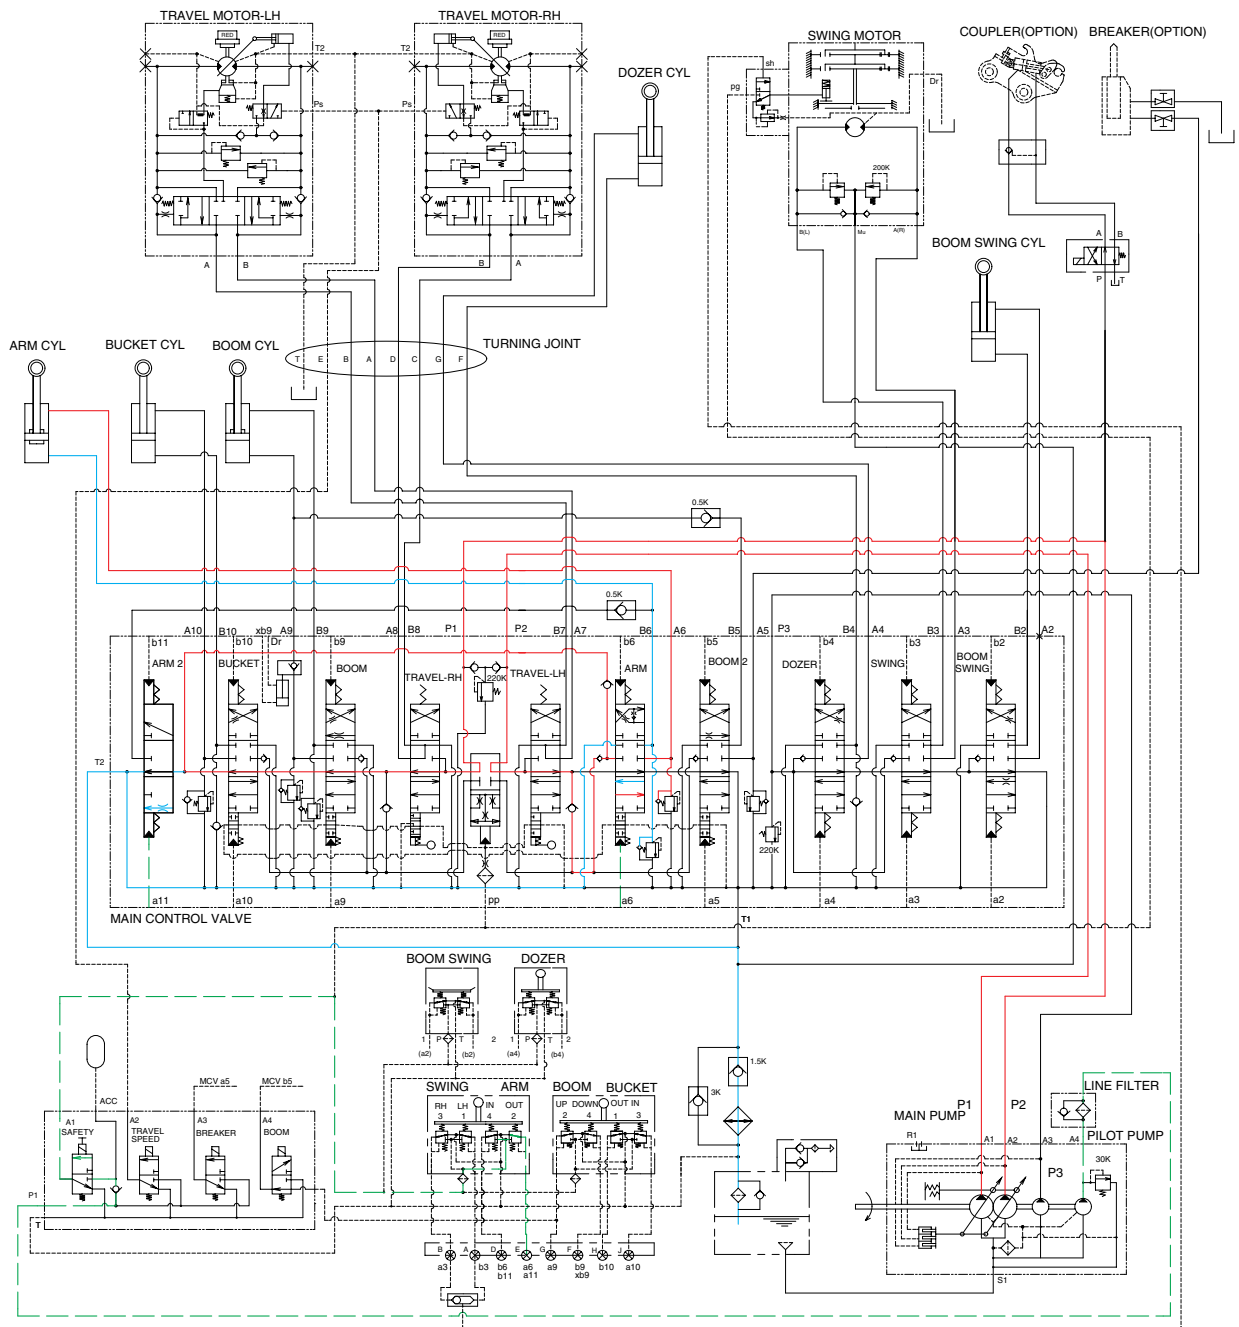 TRAVEL MOTOR-LH
TRAVEL MOTOR-RH
SWING MOTOR
COUPLER(OPTION)
BREAKER(OPTION)
RED
RED
T2
T2
sh
DOZER CYL
pg
Dr
Ps
Ps
200K
B(L)
Mu
A(R)
A
B
BOOM SWING CYL
A
B
B
A
P
T
ARM CYL
BUCKET CYL
BOOM CYL
TURNING JOINT
T
E
B
A
D
C
G
F
0.5K
0.5K
b11
A10
B10
b10
xb9
Dr
A9
B9
b9
A8
B8
P1
P2
B7
A7
b6
B6
A6
b5
B5
A5
P3
b4
B4
A4
b3
B3
A3
b2
B2
A2
ARM 2
BUCKET
BOOM
TRAVEL-RH
220K
TRAVEL-LH
ARM
BOOM 2
DOZER
SWING
BOOM
SWING
T2
220K
a11
a10
a9
pp
a6
a5
a4
a3
a2
MAIN CONTROL VALVE
T1
BOOM SWING
DOZER
1
P
T
2
1
P
T
2
(a2)
(b2)
(a4)
(b4)
1.5K
3K
MCV a5
MCV b5
ACC
SWING
ARM
BOOM
BUCKET
RH
LH
IN
OUT
UP
DOWN
OUT
IN
3
1
4
2
2
4
1
3
LINE FILTER
P1
P2
MAIN PUMP
PILOT PUMP
A1
SAFETY
A2
TRAVEL
SPEED
A3
BREAKER
A4
BOOM
R1
A1
A2
A3
A4
30K
P3
P1
T
B
A
D
E
G
F
H
J
a3
b3
b6
b11
a6
a11
a9
b9
xb9
b10
a10
S1